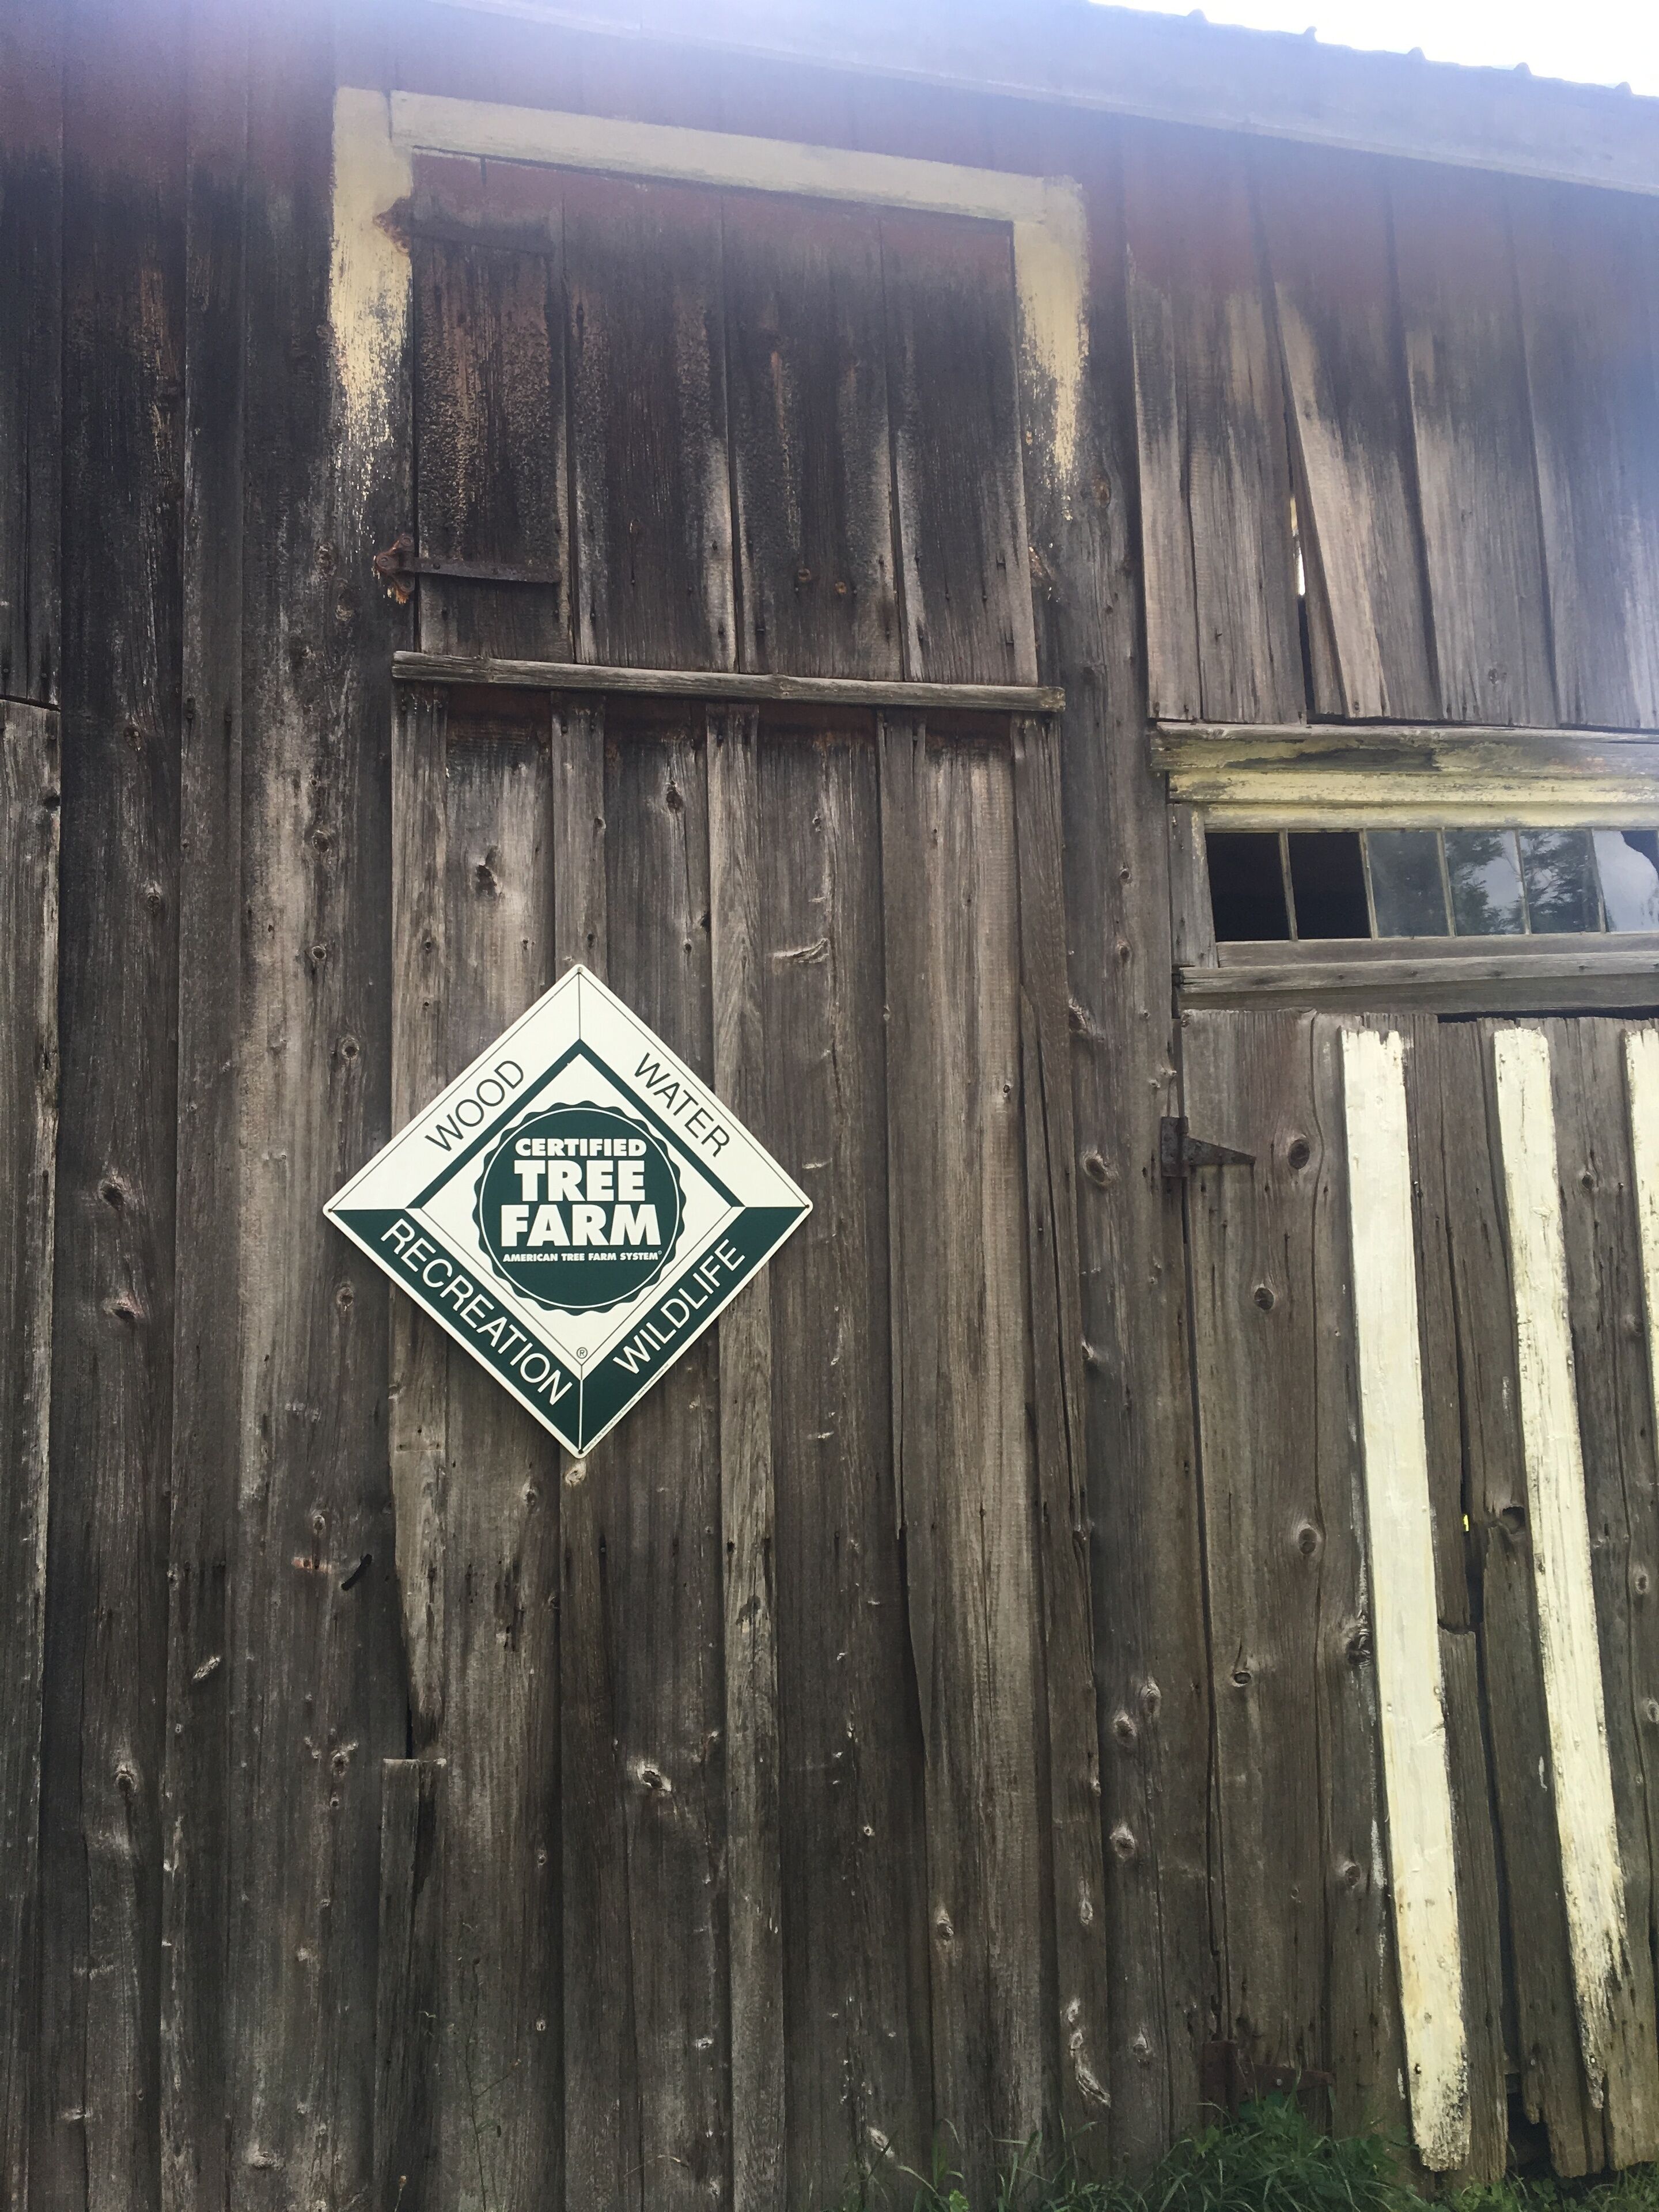 WOOD
WATER
CERTIFIED
TREE
FARM
AMERICAN TREE FARM SYSTEM®
RECREATION
WILDLIFE
®